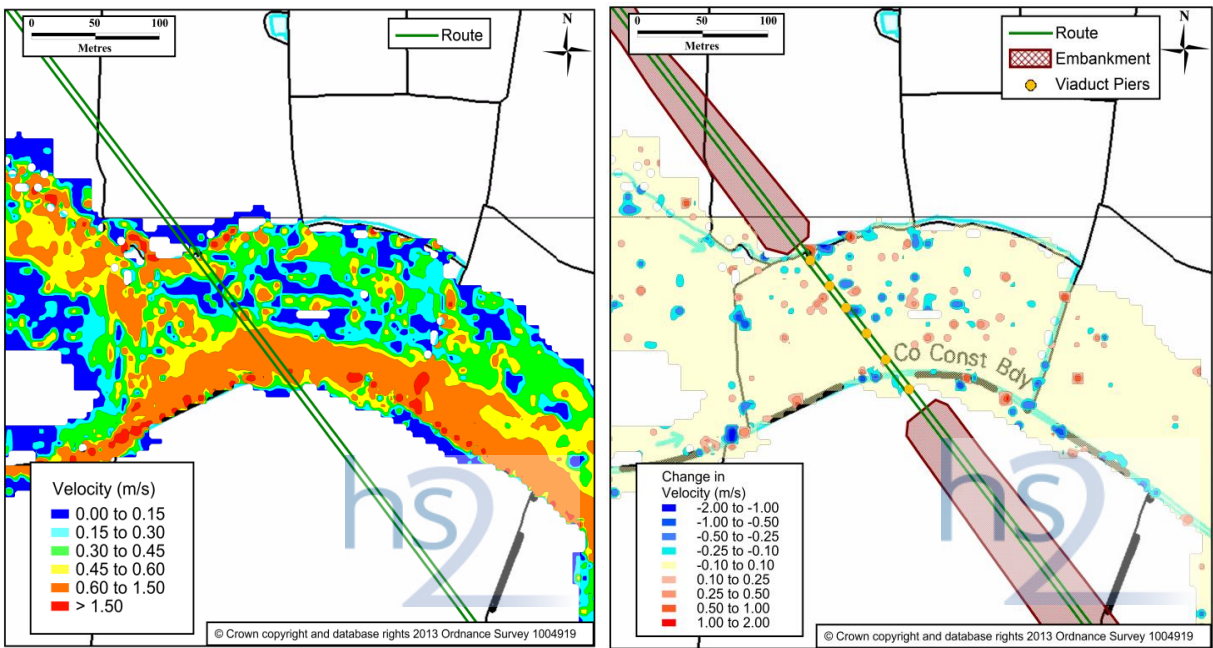 0 50 100
Metres
Route
N
Velocity (m/s)
0.00 to 0.15
0.15 to 0.30
0.30 to 0.45
0.45 to 0.60
0.60 to 1.50
> 1.50
hs2
© Crown copyright and database rights 2013 Ordnance Survey 1004919
0 50 100
Metres
Route
Embankment
Viaduct Piers
N
Co Const Bdy
Change in
Velocity (m/s)
-2.00 to -1.00
-1.00 to -0.50
-0.50 to -0.25
-0.25 to -0.10
-0.10 to 0.10
0.10 to 0.25
0.25 to 0.50
0.50 to 1.00
1.00 to 2.00
hs2
© Crown copyright and database rights 2013 Ordnance Survey 1004919